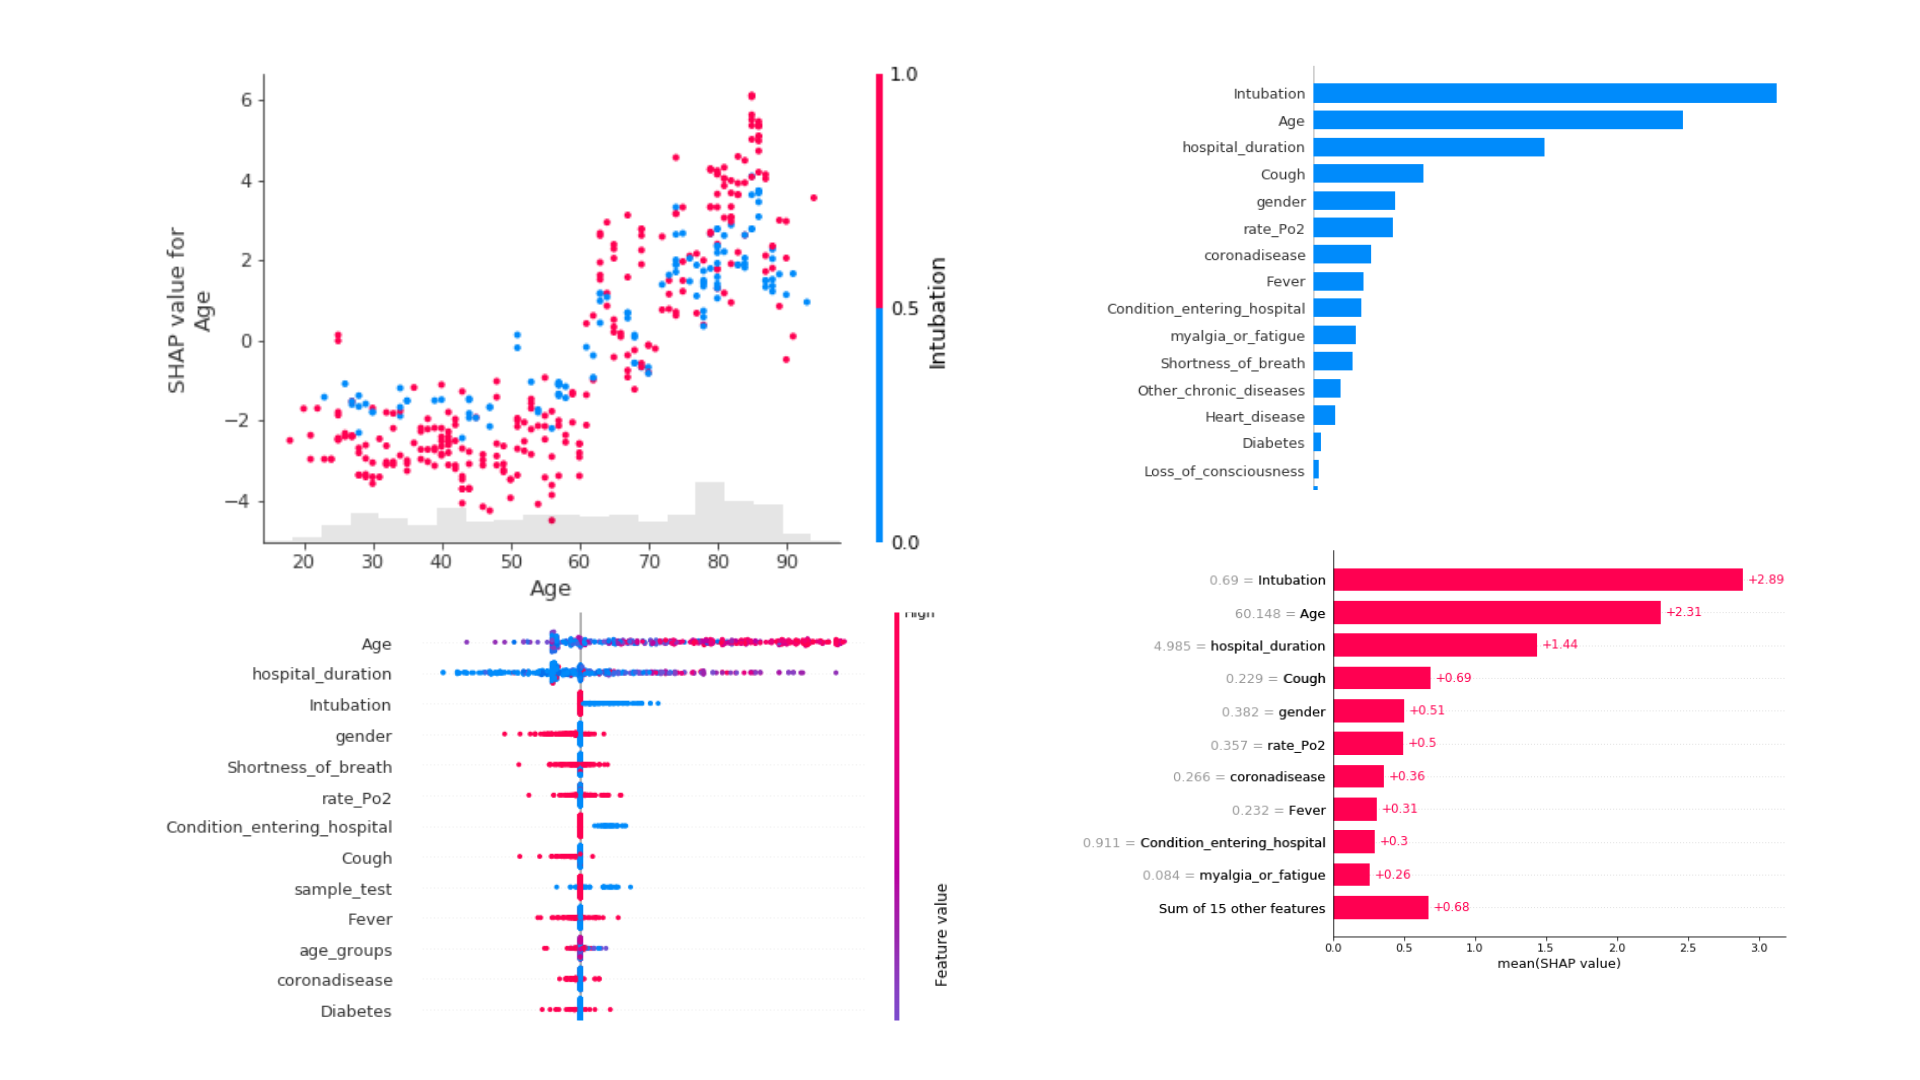 6
4
2
0
−2
−4
SHAP value for
Age
20 30 40 50 60 70 80 90
Age
1.0
0.5
0.0
Intubation
Intubation
Age
hospital_duration
Cough
gender
rate_Po2
coronadisease
Fever
Condition_entering_hospital
myalgia_or_fatigue
Shortness_of_breath
Other_chronic_diseases
Heart_disease
Diabetes
Loss_of_consciousness
High
Age
hospital_duration
Intubation
gender
Shortness_of_breath
rate_Po2
Condition_entering_hospital
Cough
sample_test
Fever
age_groups
coronadisease
Diabetes
Feature value
0.69 = Intubation +2.89
60.148 = Age +2.31
4.985 = hospital_duration +1.44
0.229 = Cough +0.69
0.382 = gender +0.51
0.357 = rate_Po2 +0.5
0.266 = coronadisease +0.36
0.232 = Fever +0.31
0.911 = Condition_entering_hospital +0.3
0.084 = myalgia_or_fatigue +0.26
Sum of 15 other features +0.68
0.0 0.5 1.0 1.5 2.0 2.5 3.0
mean(SHAP value)